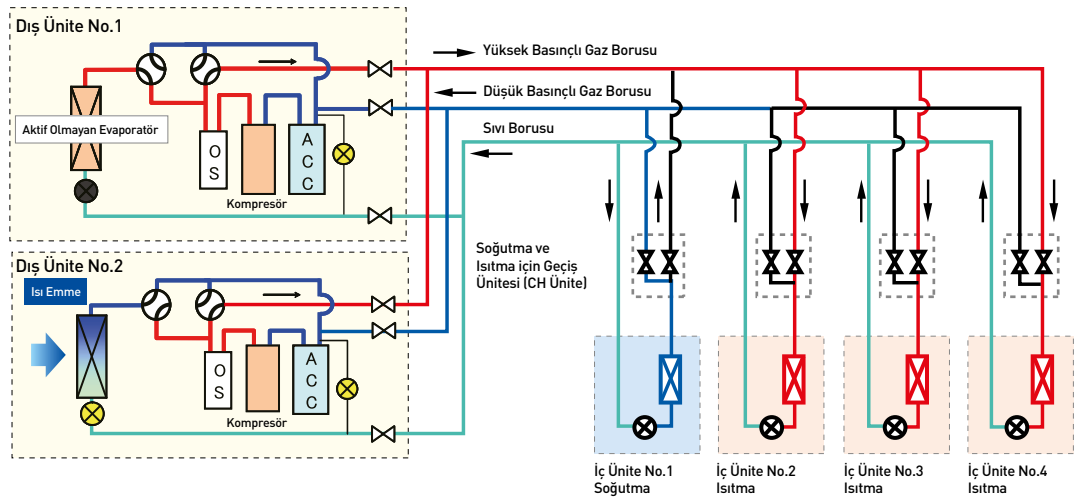 Dış Ünite No.1
Aktif Olmayan Evaporatör
O
S
Kompresör
A
C
C
Dış Ünite No.2
Isı Emme
O
S
Kompresör
A
C
C
Yüksek Basınçlı Gaz Borusu
Düşük Basınçlı Gaz Borusu
Sıvı Borusu
Soğutma ve
Isıtma için Geçiş
Ünitesi (CH Ünite)
İç Ünite No.1
Soğutma
İç Ünite No.2
Isıtma
İç Ünite No.3
Isıtma
İç Ünite No.4
Isıtma